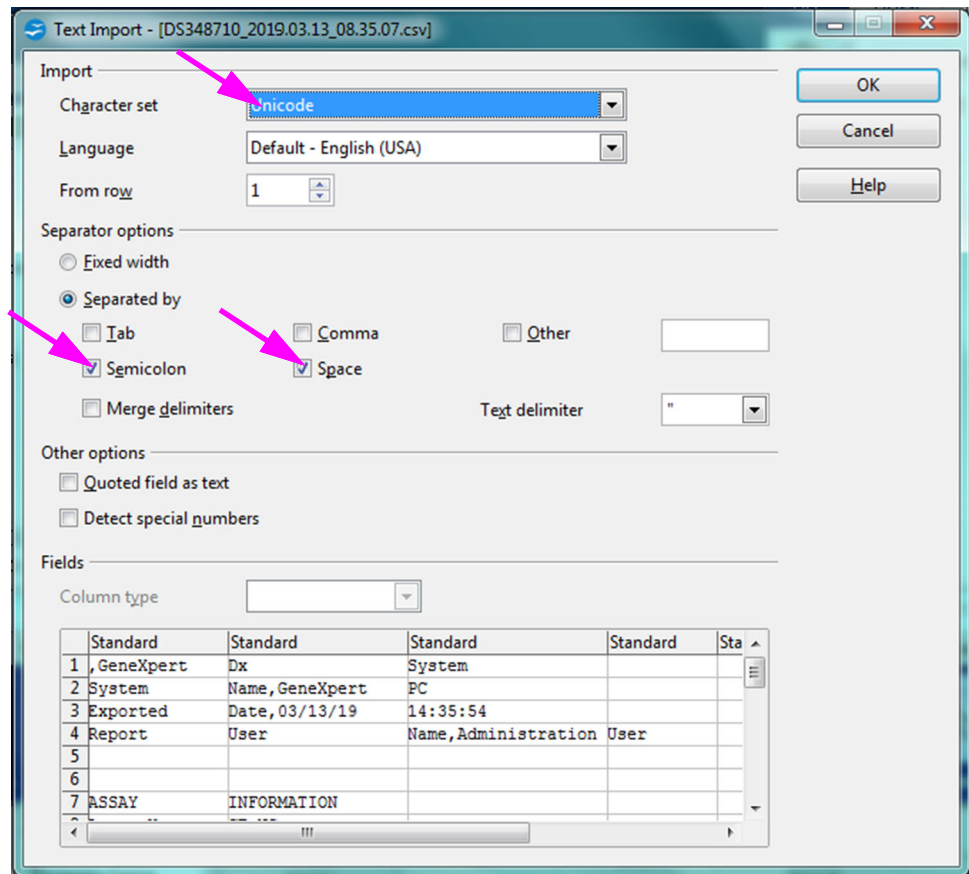 Text Import - [DS348710_2019.03.13_08.35.07.csv]
Import
OK
Character set Unicode
Cancel
Language Default - English (USA)
From row 1
Help
Separator options
Fixed width
Separated by
Tab Comma Other
Semicolon Space
Merge delimiters Text delimiter "
Other options
Quoted field as text
Detect special numbers
Fields
Column type
Standard Standard Standard Standard Sta
1 ,GeneXpert Dx System
2 System Name,GeneXpert PC
3 Exported Date,03/13/19 14:35:54
4 Report User Name,Administration User
5
6
7 ASSAY INFORMATION